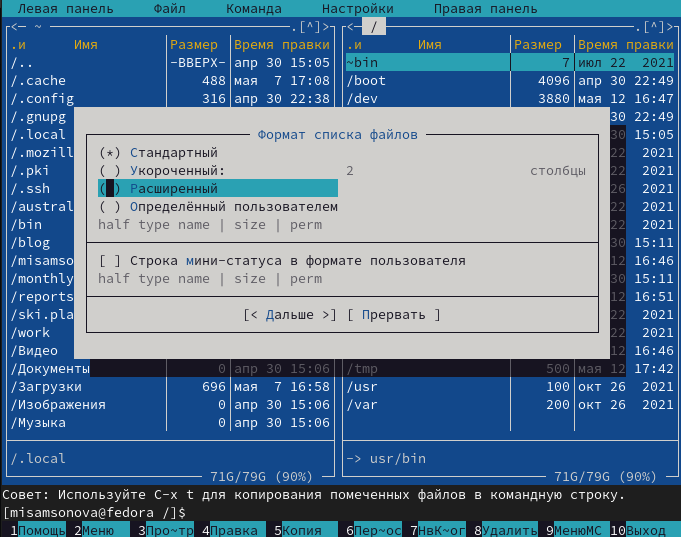 Левая панель Файл Команда Настройки Правая панель
<─ ~ .[^]> <─ / .[^]>
.и Имя Размер Время правки .и Имя Размер Время правки
/.. -ВВЕРХ- апр 30 15:05 ~bin 7 июл 22 2021
/.cache 488 мая 7 17:08 /boot 4096 апр 30 22:49
/.config 316 апр 30 22:38 /dev 3880 мая 12 16:47
/.gnupg 30 22:49
/.local Формат списка файлов 30 15:05
/.mozill (*) Стандартный 22 2021
/.pki ( ) Укороченный: 2 столбцы 22 2021
/.ssh ( ) Расширенный 26 2021
/austral ( ) Определённый пользователем 22 2021
/bin half type name | size | perm 22 2021
/blog 30 15:11
/misamso [ ] Строка мини-статуса в формате пользователя 12 16:46
/monthly half type name | size | perm 30 15:11
/reports 12 16:51
/ski.pla [< Дальше >] [ Прервать ] 22 2021
/work 22 2021
/Видео 12 16:46
/Документы 0 апр 30 15:06 /tmp 500 мая 12 17:42
/Загрузки 696 мая 7 16:58 /usr 100 окт 26 2021
/Изображения 0 апр 30 15:06 /var 200 окт 26 2021
/Музыка 0 апр 30 15:06
/.local -> usr/bin
71G/79G (90%) 71G/79G (90%)
Совет: Используйте C-x t для копирования помеченных файлов в командную строку.
[misamsonova@fedora /]$
1Помощь 2Меню 3Про~тр 4Правка 5Копия 6Пер~ос 7НвК~ог 8Удалить 9МенюMC 10Выход